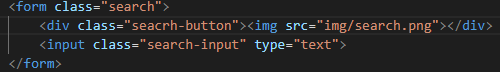 <form class="search">
<div class="seacrh-button"><img src="img/search.png"></div>
<input class="search-input" type="text">
</form>